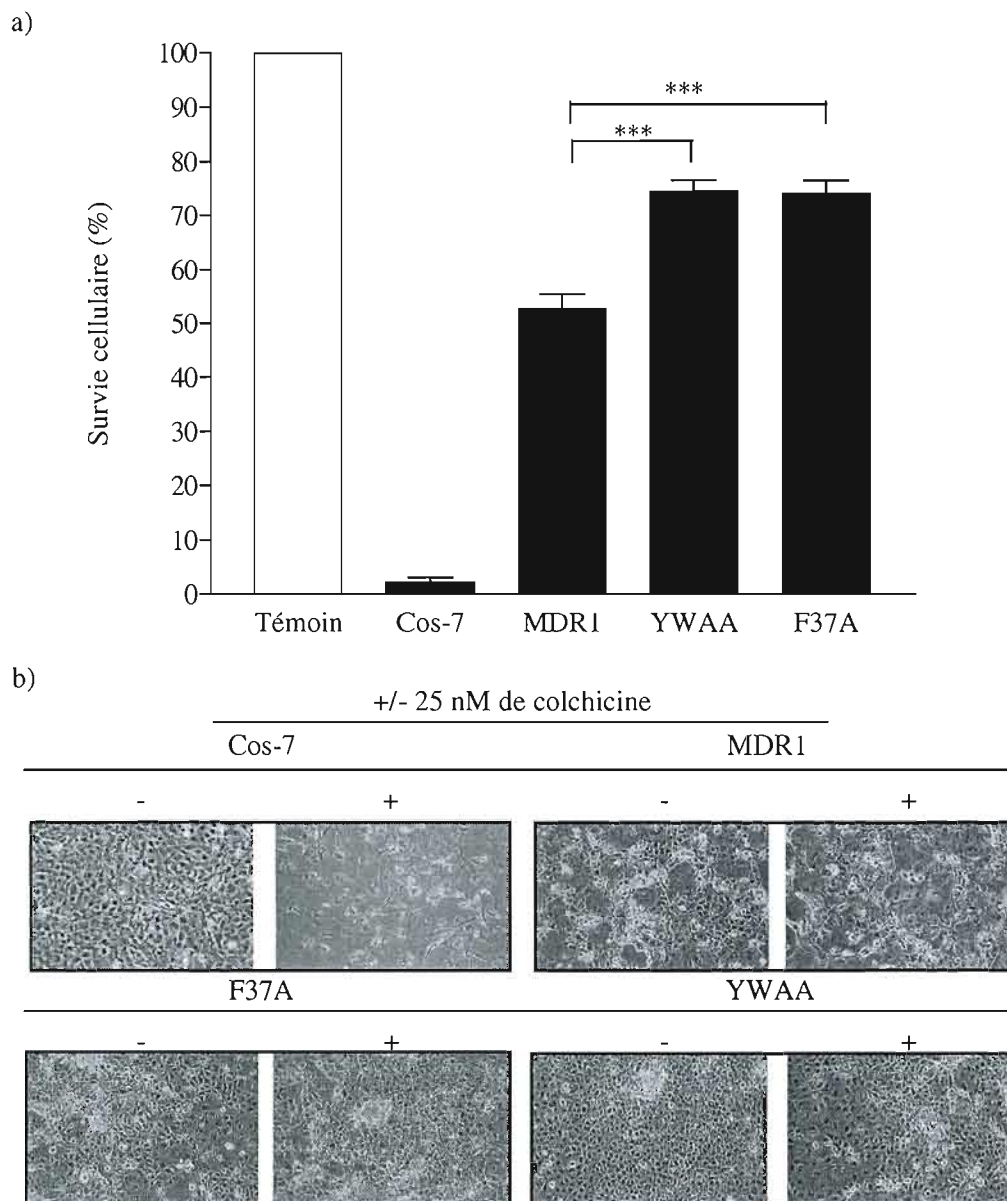 a)
Survie cellulaire (%)
100
90
80
70
60
50
40
30
20
10
0
***
***
Témoin Cos-7 MDR1 YWAA F37A
b)
+/- 25 nM de colchicine
Cos-7 MDR1
- + - +
F37A YWAA
- + - +